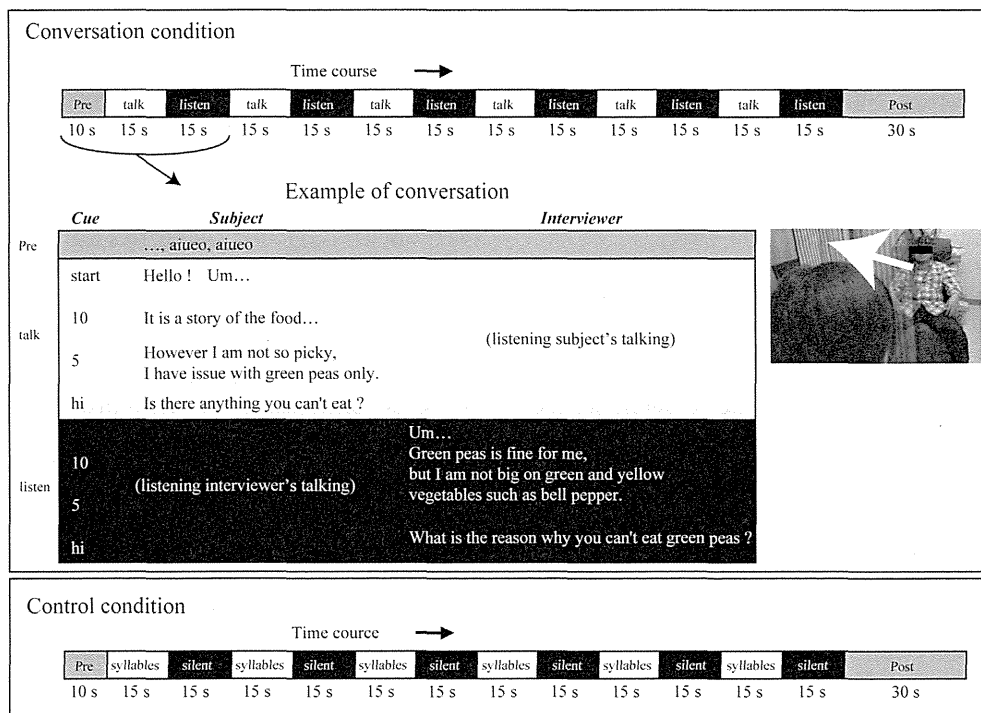 Conversation condition
Time course
Pre talk listen talk listen talk listen talk listen talk listen talk listen Post
10 s 15 s 15 s 15 s 15 s 15 s 15 s 15 s 15 s 15 s 15 s 15 s 15 s 30 s
Example of conversation
Cue Subject Interviewer
Pre …, aiueo, aiueo
start Hello ! Um…
10 It is a story of the food…
talk (listening subject's talking)
5 However I am not so picky,
I have issue with green peas only.
hi Is there anything you can't eat ?
Um…
Green peas is fine for me,
10 but I am not big on green and yellow
listen (listening interviewer's talking) vegetables such as bell pepper.
5
hi What is the reason why you can't eat green peas ?
Control condition
Time cource
Pre syllables silent syllables silent syllables silent syllables silent syllables silent syllables silent Post
10 s 15 s 15 s 15 s 15 s 15 s 15 s 15 s 15 s 15 s 15 s 15 s 15 s 30 s